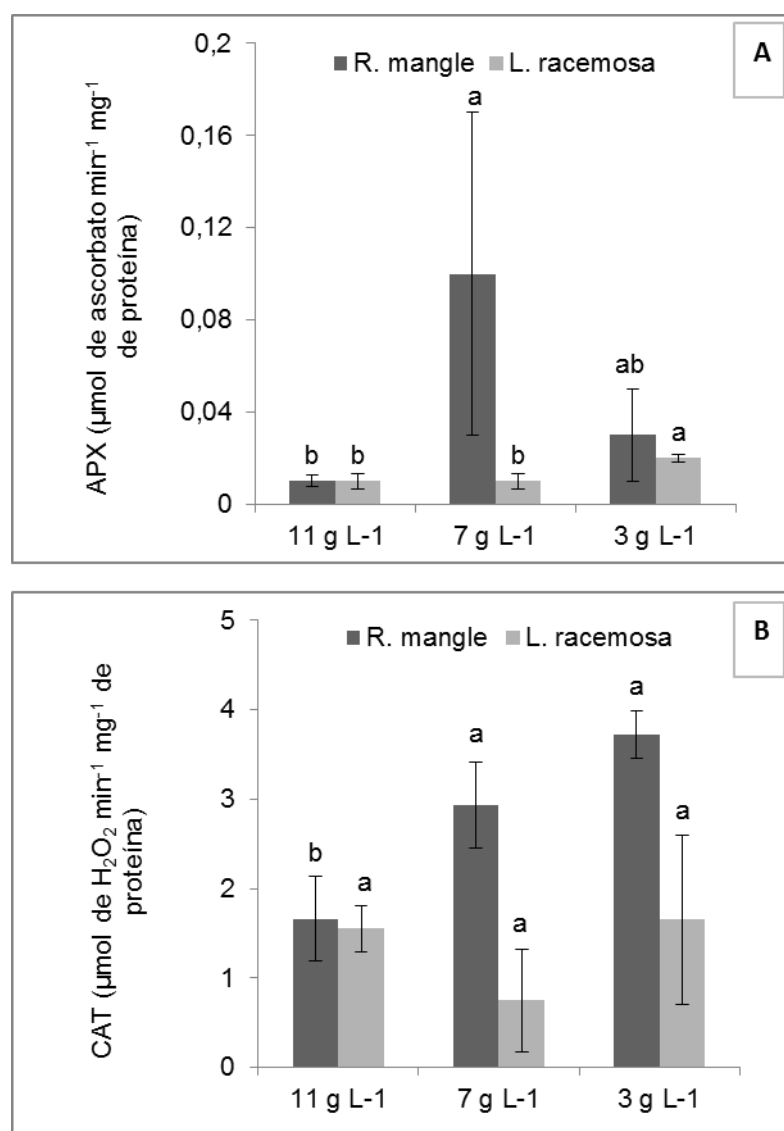 A
R. mangle L. racemosa
APX (µmol de ascorbato min⁻¹ mg⁻¹
de proteína)
0,2
0,16
0,12
0,08
0,04
0
b b a b ab a
11 g L-1 7 g L-1 3 g L-1
B
R. mangle L. racemosa
CAT (µmol de H₂O₂ min⁻¹ mg⁻¹ de
proteína)
5
4
3
2
1
0
b a a a a a
11 g L-1 7 g L-1 3 g L-1